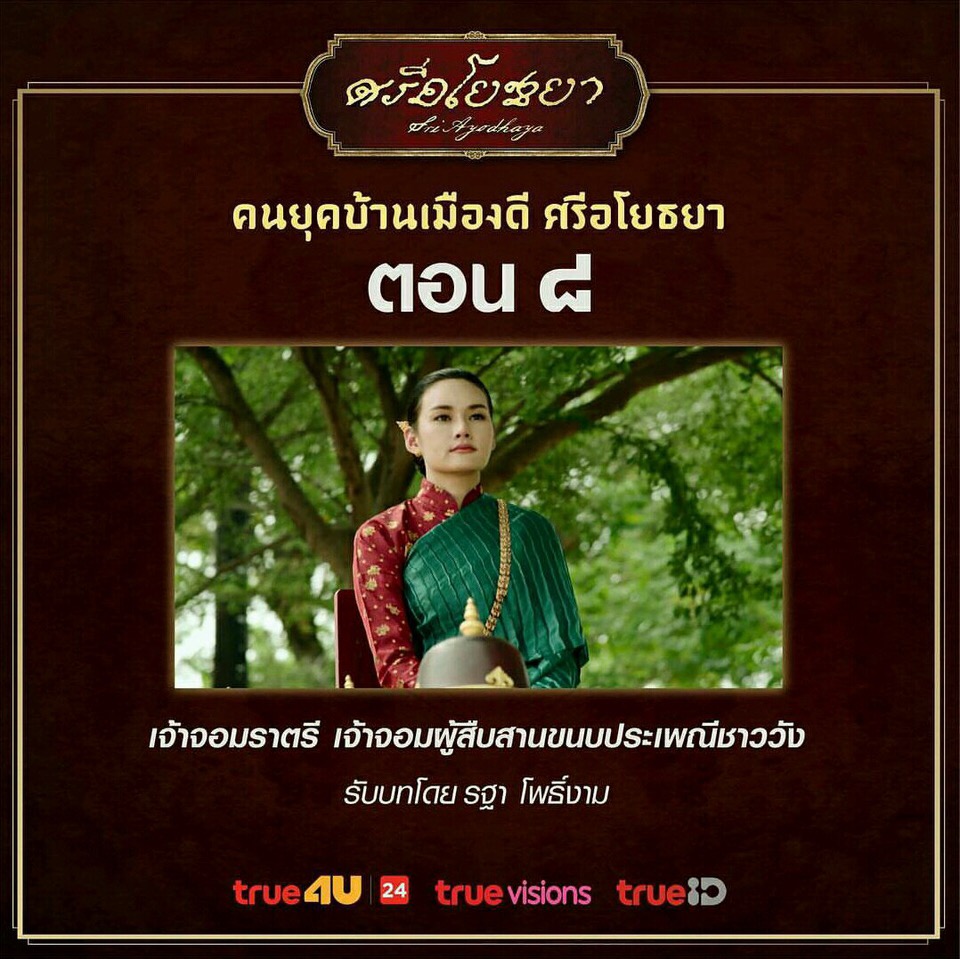 ศรีอโยธยา
Sri Ayodhaya
คนยุคบ้านเมืองดี ศรีอโยธยา
ตอน ๘
เจ้าจอมราตรี เจ้าจอมผู้สืบสานขนบประเพณีชาววัง
รับบทโดย รฐา โพธิ์งาม
true4U 24 truevisions trueiD